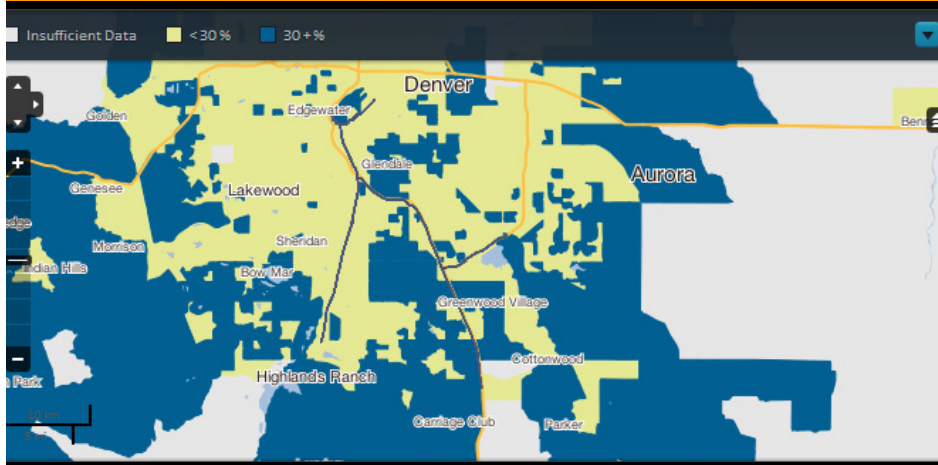 Insufficient Data
<30%
30+%
Denver
Edgewater
Golden
Glendale
Aurora
Genesee
Lakewood
Morrison
Sheridan
Indian Hills
Bow Mar
Greenwood Village
Cottonwood
Highlands Ranch
Park
10 km
Carriage Club
Parker